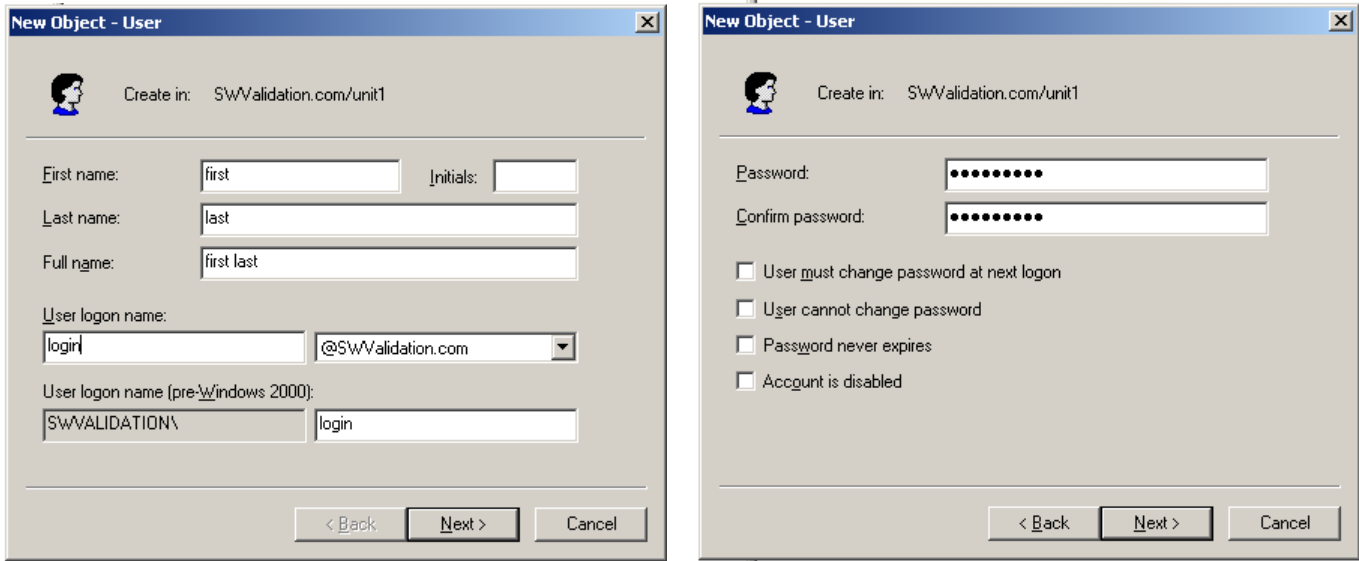 New Object - User
Create in: SWValidation.com/unit1
First name: first Initials:
Last name: last
Full name: first last
User logon name:
login @SWValidation.com
User logon name (pre-Windows 2000):
SWVALIDATION\ login
< Back Next > Cancel
New Object - User
Create in: SWValidation.com/unit1
Password: •••••••••
Confirm password: •••••••••
User must change password at next logon
User cannot change password
Password never expires
Account is disabled
< Back Next > Cancel